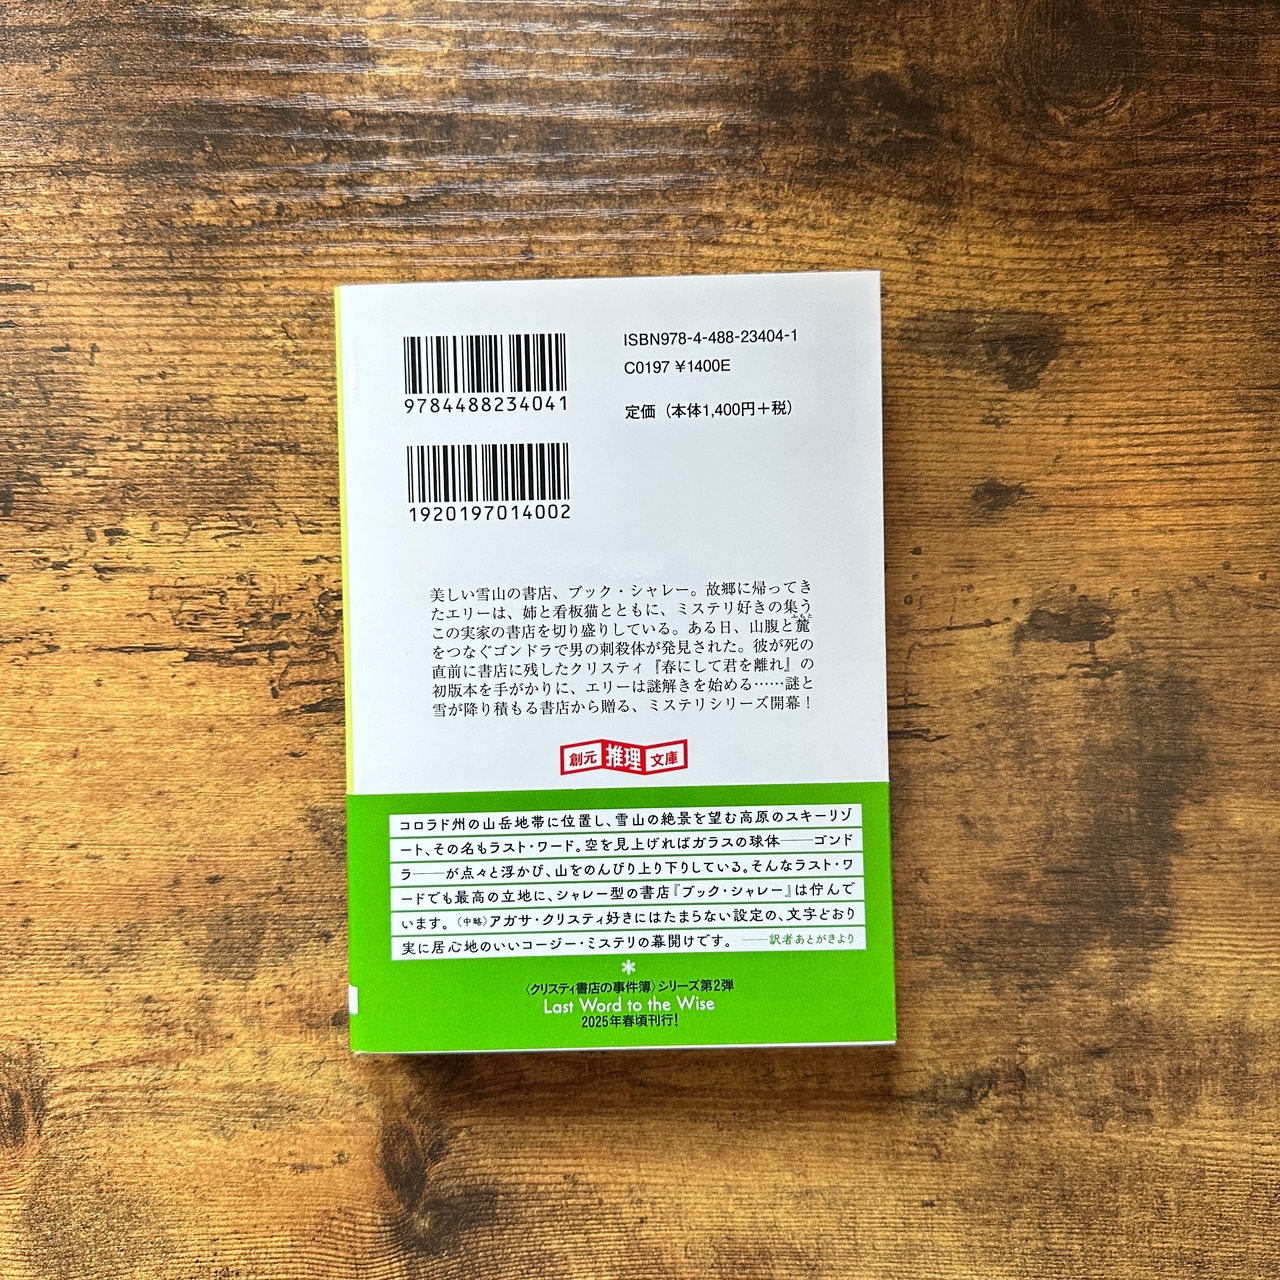 ISBN978-4-488-23404-1
C0197 ¥1400E
定価（本体1,400円＋税）
9784488234041
1920197014002
美しい雪山の書店、ブック・シャレー。故郷に帰ってき
たエリーは、姉と看板猫とともに、ミステリ好きの集う
この実家の書店を切り盛りしている。ある日、山腹と麓
ふもと
をつなぐゴンドラで男の刺殺体が発見された。彼が死の
直前に書店に残したクリスティ『春にして君を離れ』の
初版本を手がかりに、エリーは謎解きを始める……謎と
雪が降り積もる書店から贈る、ミステリシリーズ開幕！
創元推理文庫
コロラド州の山岳地帯に位置し、雪山の絶景を望む高原のスキーリゾ
ート、その名もラスト・ワード。空を見上げればガラスの球体――ゴンド
ラ――が点々と浮かび、山をのんびり上り下りしている。そんなラスト・ワ
ードでも最高の立地に、シャレー型の書店『ブック・シャレー』は佇んで
います。（中略）アガサ・クリスティ好きにはたまらない設定の、文字どおり
実に居心地のいいコージー・ミステリの幕開けです。――訳者あとがきより
＊
〈クリスティ書店の事件簿〉シリーズ第2弾
Last Word to the Wise
2025年春頃刊行！